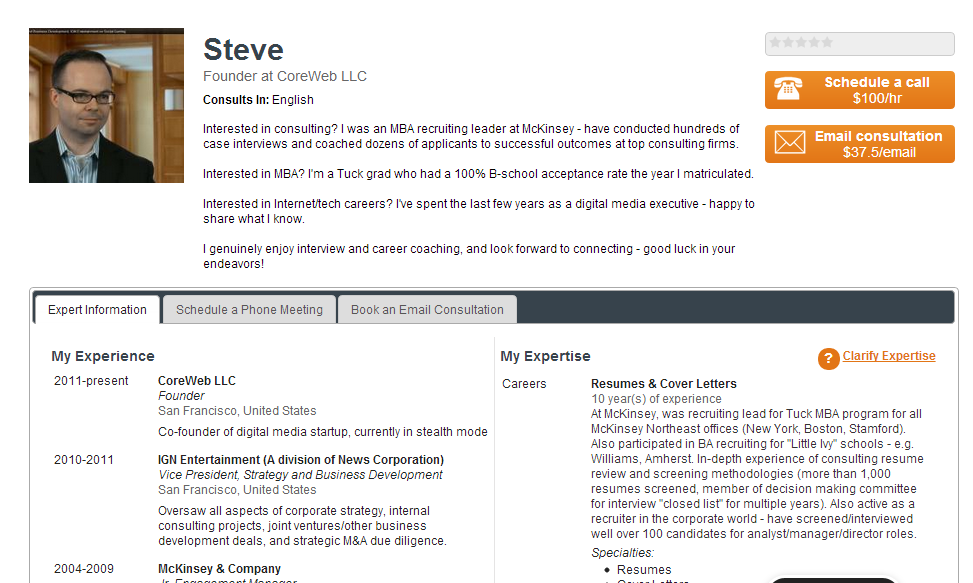 Steve
Founder at CoreWeb LLC
Consults In: English
Interested in consulting? I was an MBA recruiting leader at McKinsey - have conducted hundreds of
case interviews and coached dozens of applicants to successful outcomes at top consulting firms.
Interested in MBA? I'm a Tuck grad who had a 100% B-school acceptance rate the year I matriculated.
Interested in Internet/tech careers? I've spent the last few years as a digital media executive - happy to
share what I know.
I genuinely enjoy interview and career coaching, and look forward to connecting - good luck in your
endeavors!
Schedule a call
$100/hr
Email consultation
$37.5/email
Expert Information
Schedule a Phone Meeting
Book an Email Consultation
My Experience
2011-present
CoreWeb LLC
Founder
San Francisco, United States
Co-founder of digital media startup, currently in stealth mode
2010-2011
IGN Entertainment (A division of News Corporation)
Vice President, Strategy and Business Development
San Francisco, United States
Oversaw all aspects of corporate strategy, internal
consulting projects, joint ventures/other business
development deals, and strategic M&A due diligence.
2004-2009
McKinsey & Company
Jr. Engagement Manager
My Expertise
?
Clarify Expertise
Careers
Resumes & Cover Letters
10 year(s) of experience
At McKinsey, was recruiting lead for Tuck MBA program for all
McKinsey Northeast offices (New York, Boston, Stamford).
Also participated in BA recruiting for "Little Ivy" schools - e.g.
Williams, Amherst. In-depth experience of consulting resume
review and screening methodologies (more than 1,000
resumes screened, member of decision making committee
for interview "closed list" for multiple years). Also active as a
recruiter in the corporate world - have screened/interviewed
well over 100 candidates for analyst/manager/director roles.
Specialties:
Resumes
Cover Letters